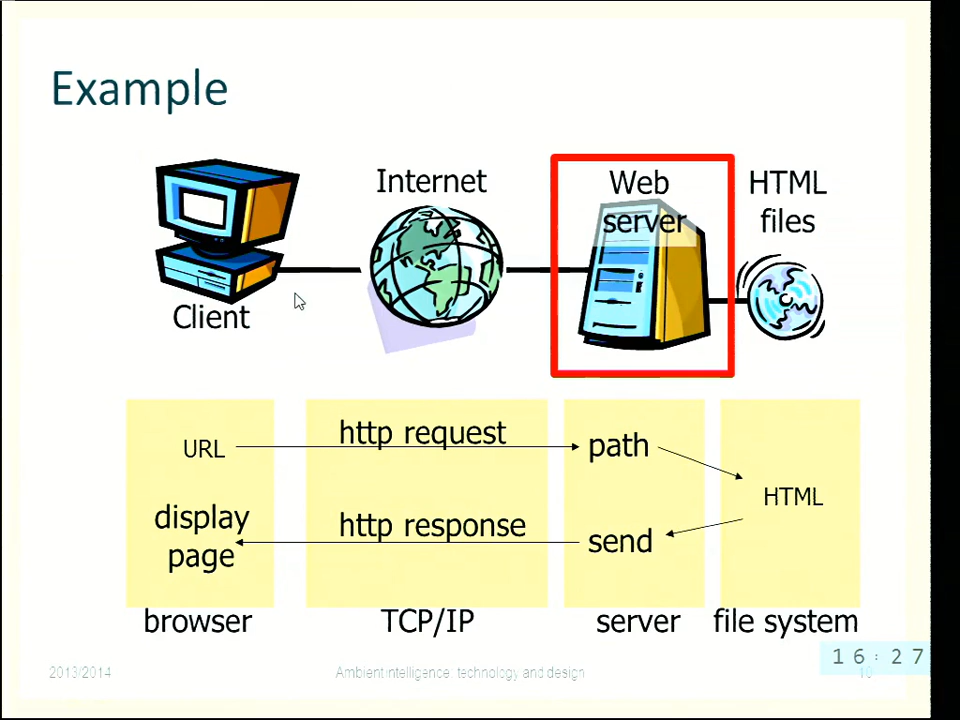 Example
Internet
Web
server
HTML
files
Client
URL
http request
path
HTML
display
page
http response
send
browser
TCP/IP
server
file system
16:27
2013/2014
Ambient intelligence: technology and design
10